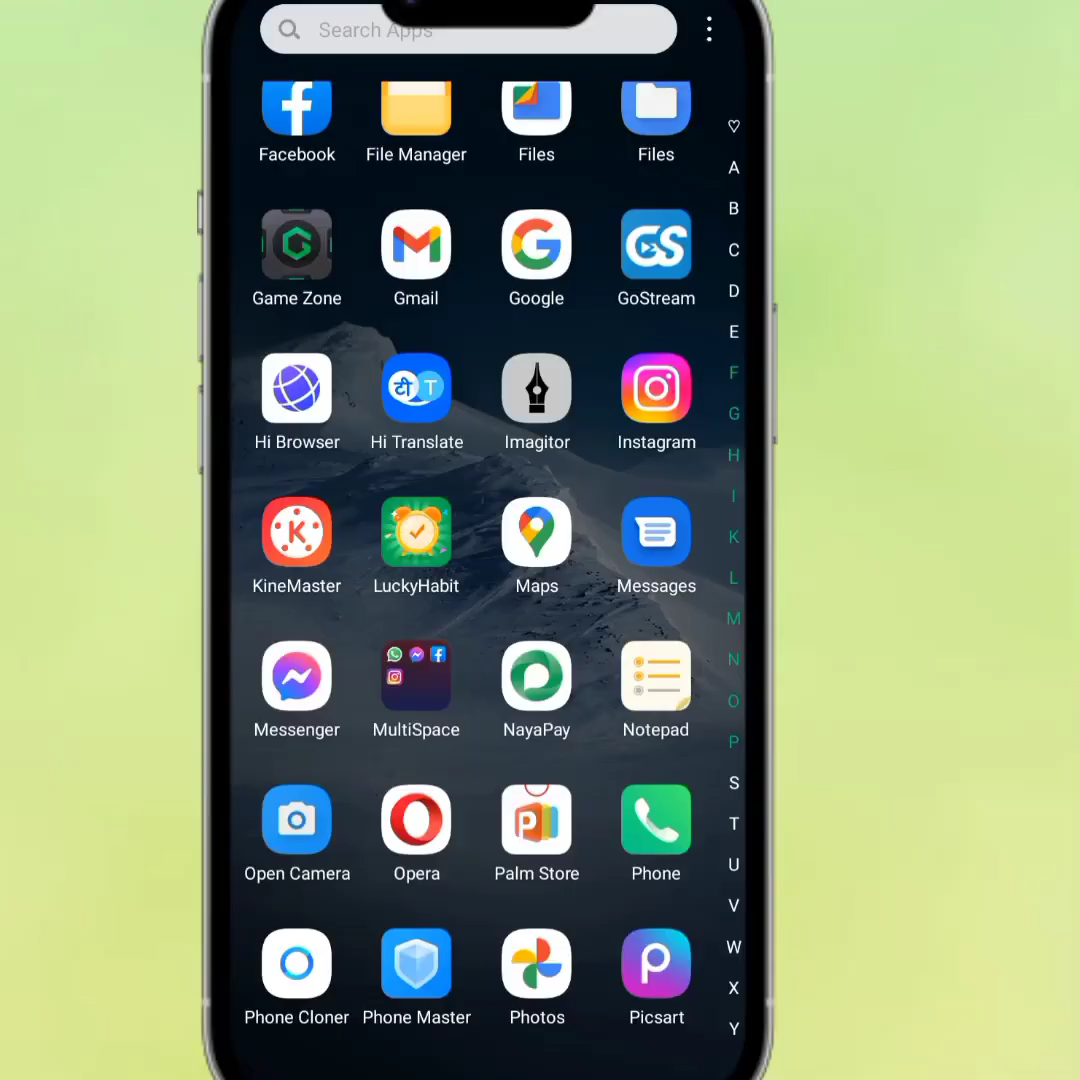 Search Apps
Facebook File Manager Files Files
Game Zone Gmail Google GoStream
GS
Hi Browser Hi Translate Imagitor Instagram
टी T
KineMaster LuckyHabit Maps Messages
K
Messenger MultiSpace NayaPay Notepad
Open Camera Opera Palm Store Phone
Phone Cloner Phone Master Photos Picsart
A
B
C
D
E
F
G
H
I
K
L
M
N
O
P
S
T
U
V
W
X
Y